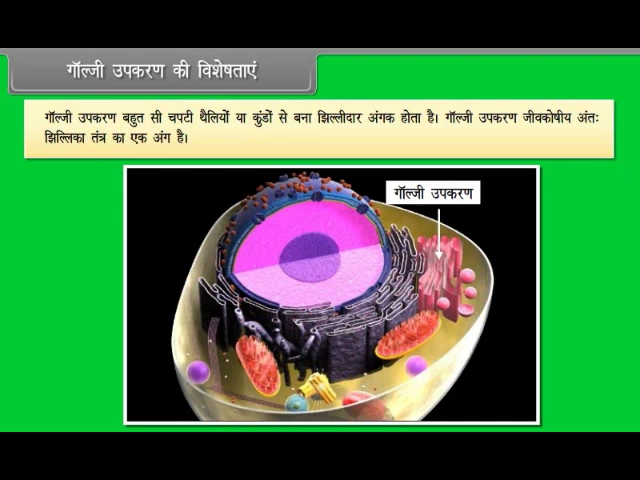 गॉल्जी उपकरण की विशेषताएं
गॉल्जी उपकरण बहुत सी चपटी थैलियों या कुंडों से बना झिल्लीदार अंगक होता है। गॉल्जी उपकरण जीवकोषीय अंतः
झिल्लिका तंत्र का एक अंग है।
गॉल्जी उपकरण